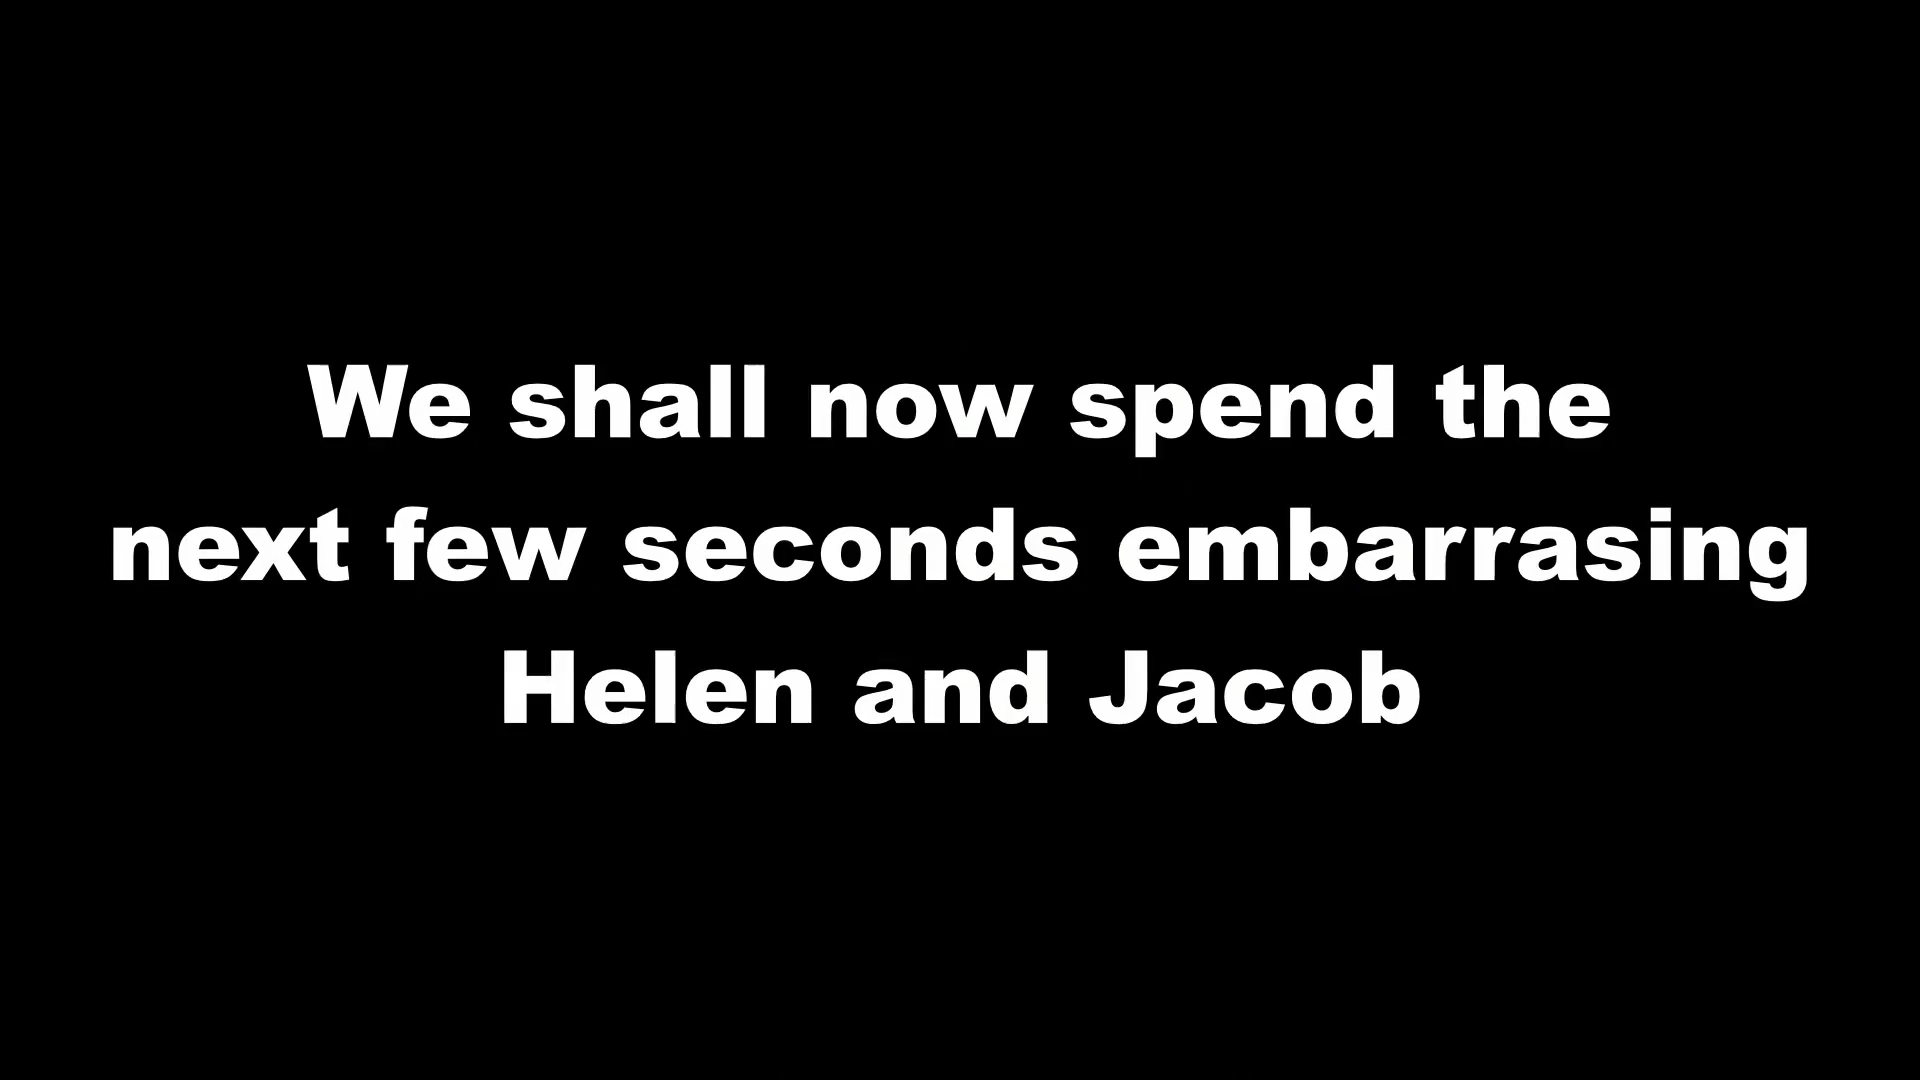 We shall now spend the
next few seconds embarrasing
Helen and Jacob